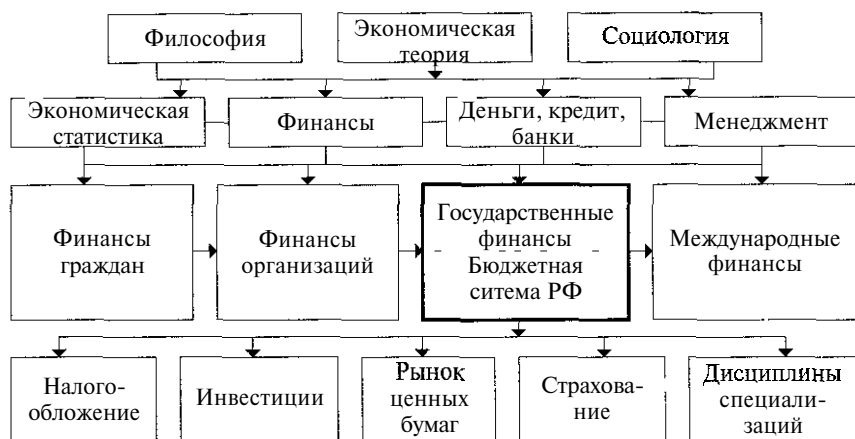 Философия
Экономическая
теория
Социология
Экономическая
статистика
Финансы
Деньги, кредит,
банки
Менеджмент
Финансы
граждан
Финансы
организаций
Государственные
финансы
Бюджетная
ситема РФ
Международные
финансы
Налого-
обложение
Инвестиции
Рынок
ценных
бумаг
Страхова-
ние
Дисциплины
специали-
заций